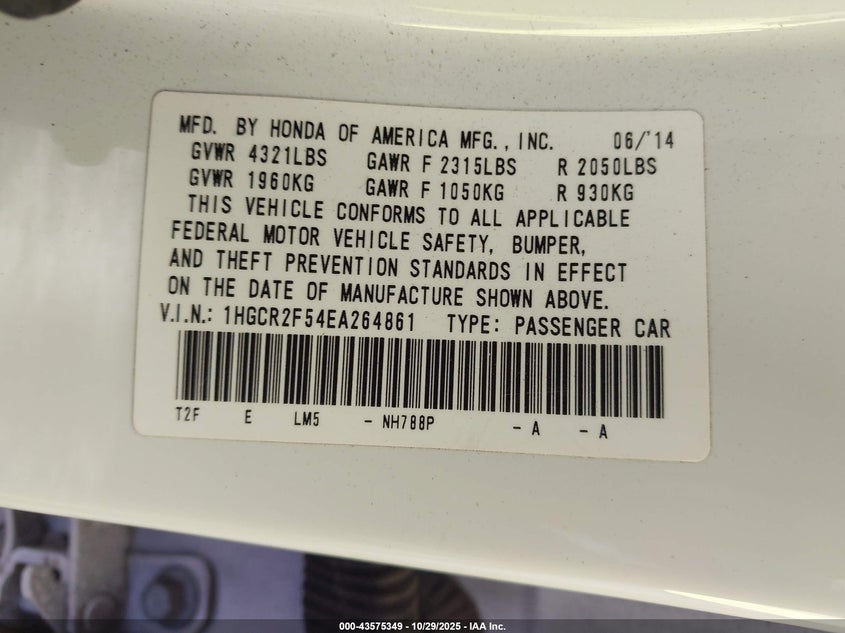 MFD. BY HONDA OF AMERICA MFG., INC. 06/'14
GVWR 4321LBS GAWR F 2315LBS R 2050LBS
GVWR 1960KG GAWR F 1050KG R 930KG
THIS VEHICLE CONFORMS TO ALL APPLICABLE
FEDERAL MOTOR VEHICLE SAFETY, BUMPER,
AND THEFT PREVENTION STANDARDS IN EFFECT
ON THE DATE OF MANUFACTURE SHOWN ABOVE.
V.I.N.: 1HGCR2F54EA264861 TYPE: PASSENGER CAR
T2F E LM5 - NH788P - A - A
000-43575349 | 10/29/2025 | IAA Inc.